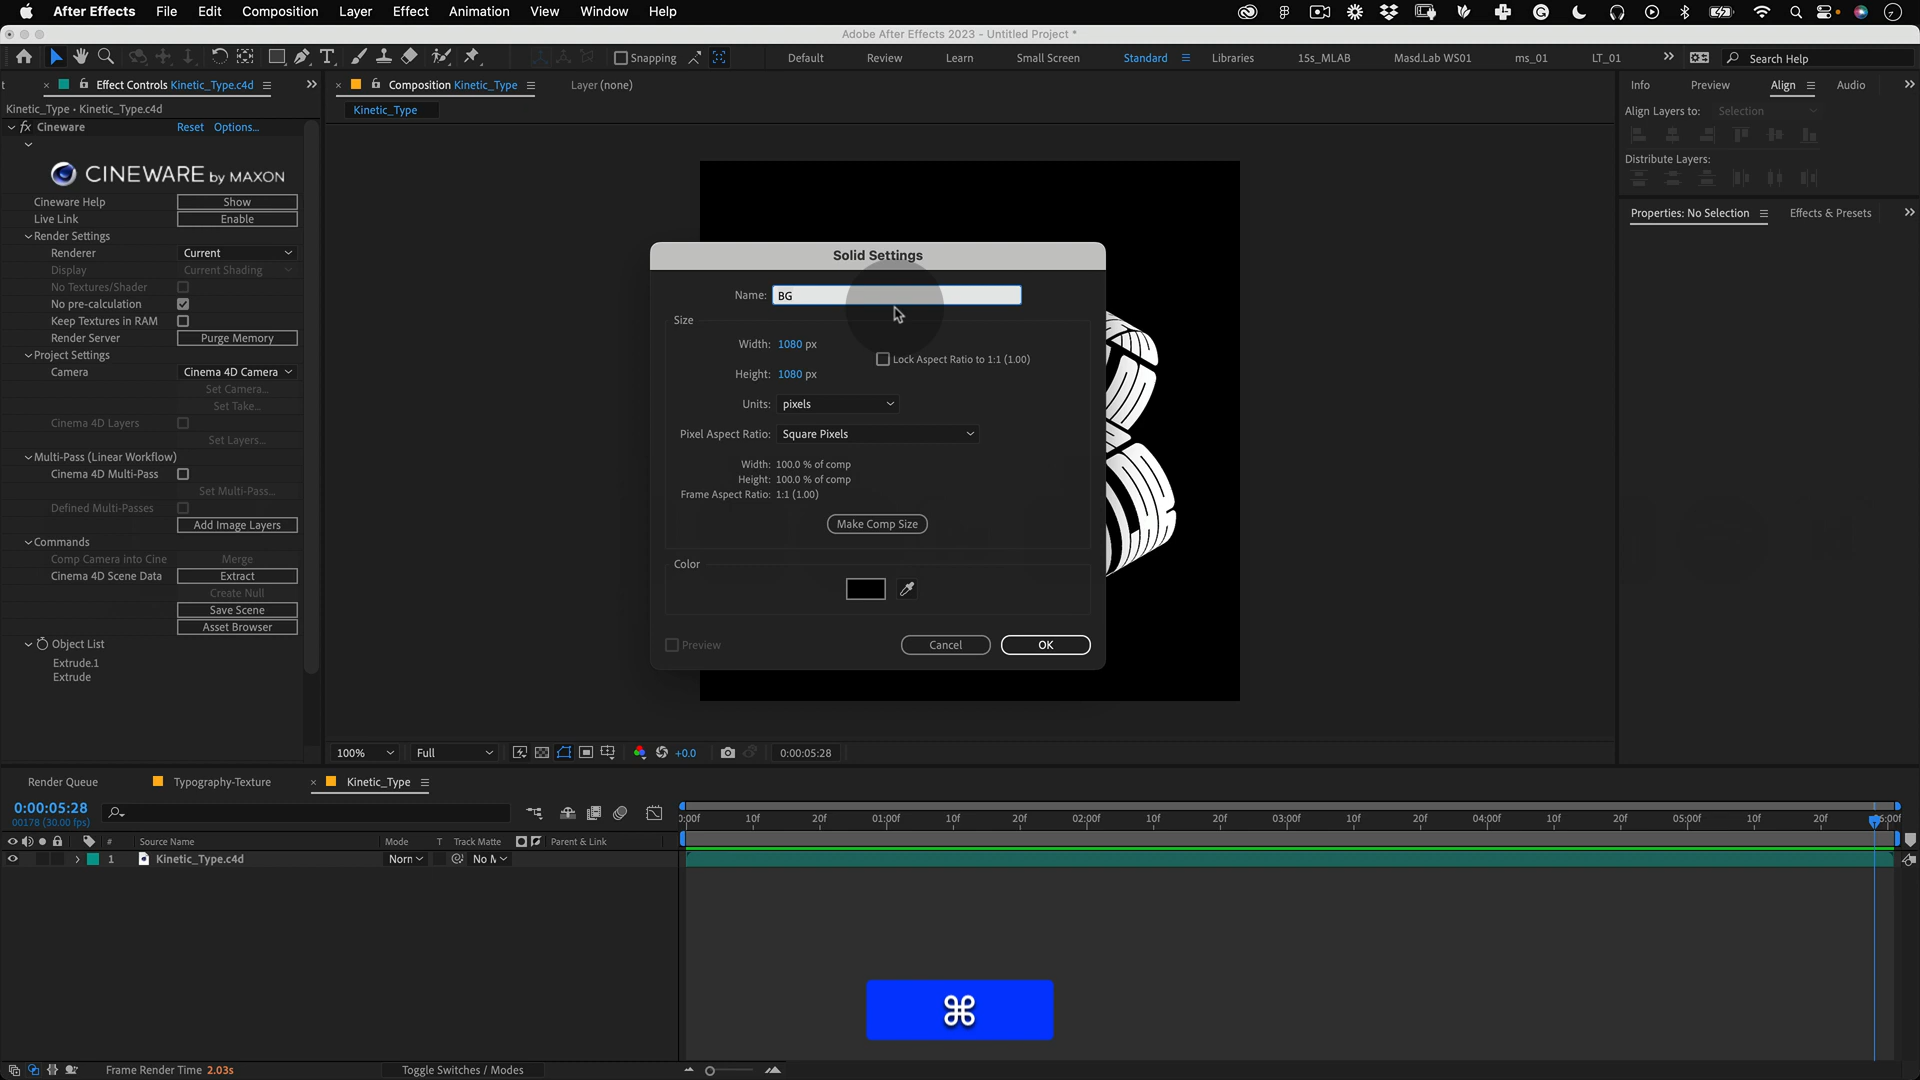 After Effects File Edit Composition Layer Effect Animation View Window Help
Adobe After Effects 2023 - Untitled Project *
Snapping Default Review Learn Small Screen Standard Libraries 15s_MLAB Masd.Lab WS01 ms_01 LT_01 Search Help
Effect Controls Kinetic_Type.c4d
Composition Kinetic_Type
Layer (none)
Info Preview Align Audio
Kinetic_Type • Kinetic_Type.c4d
Kinetic_Type
Align Layers to: Selection
fx Cineware Reset Options...
CINEWARE by MAXON
Distribute Layers:
Cineware Help Show
Live Link Enable
Properties: No Selection Effects & Presets
Render Settings
Renderer Current
Display Current Shading
No Textures/Shader
No pre-calculation
Keep Textures in RAM
Render Server Purge Memory
Project Settings
Camera Cinema 4D Camera
Set Camera...
Set Take...
Cinema 4D Layers
Set Layers...
Multi-Pass (Linear Workflow)
Cinema 4D Multi-Pass
Set Multi-Pass...
Defined Multi-Passes
Add Image Layers
Commands
Comp Camera into Cine Merge
Cinema 4D Scene Data Extract
Create Null
Save Scene
Asset Browser
Object List
Extrude.1
Extrude
Solid Settings
Name: BG
Size
Width: 1080 px
Lock Aspect Ratio to 1:1 (1.00)
Height: 1080 px
Units: pixels
Pixel Aspect Ratio: Square Pixels
Width: 100.0 % of comp
Height: 100.0 % of comp
Frame Aspect Ratio: 1:1 (1.00)
Make Comp Size
Color
Preview Cancel OK
100% Full +0.0 0:00:05:28
Render Queue Typography-Texture Kinetic_Type
0:00:05:28
00178 (30.00 fps)
0:00f 10f 20f 01:00f 10f 20f 02:00f 10f 20f 03:00f 10f 20f 04:00f 10f 20f 05:00f 10f 20f
# Source Name Mode T Track Matte Parent & Link
1 Kinetic_Type.c4d Norn No M
⌘
Frame Render Time 2.03s
Toggle Switches / Modes